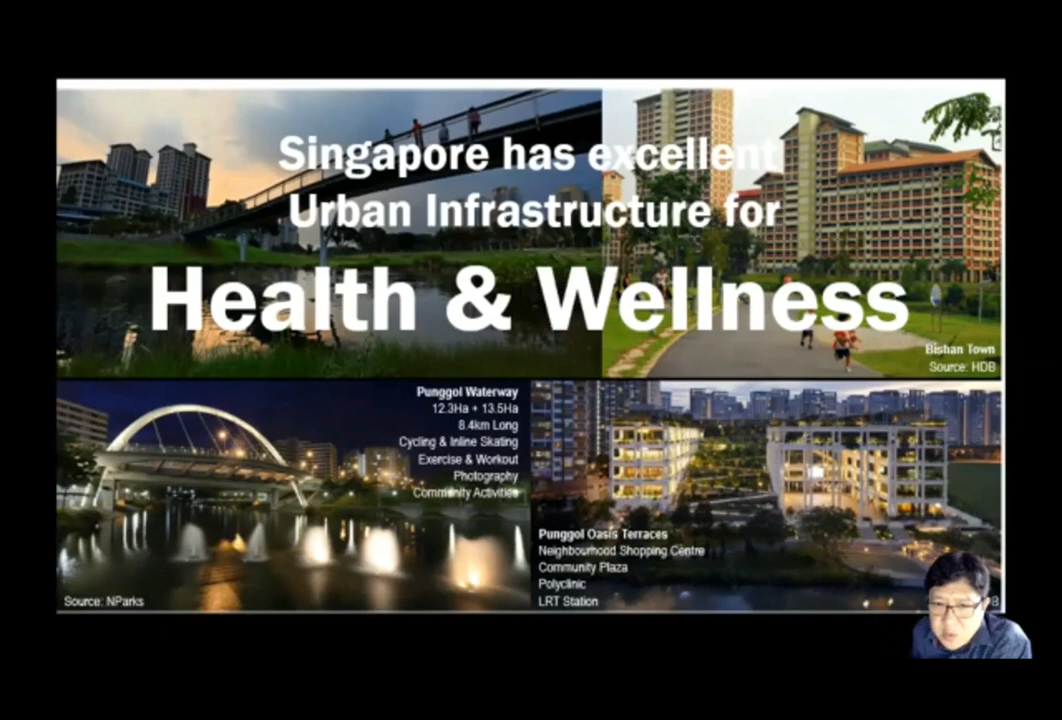 Singapore has excellent
Urban Infrastructure for
Health & Wellness
Bishan Town
Source: HDB
Punggol Waterway
12.3Ha + 13.5Ha
8.4km Long
Cycling & Inline Skating
Exercise & Workout
Photography
Community Activities
Source: NParks
Punggol Oasis Terraces
Neighbourhood Shopping Centre
Community Plaza
Polyclinic
LRT Station